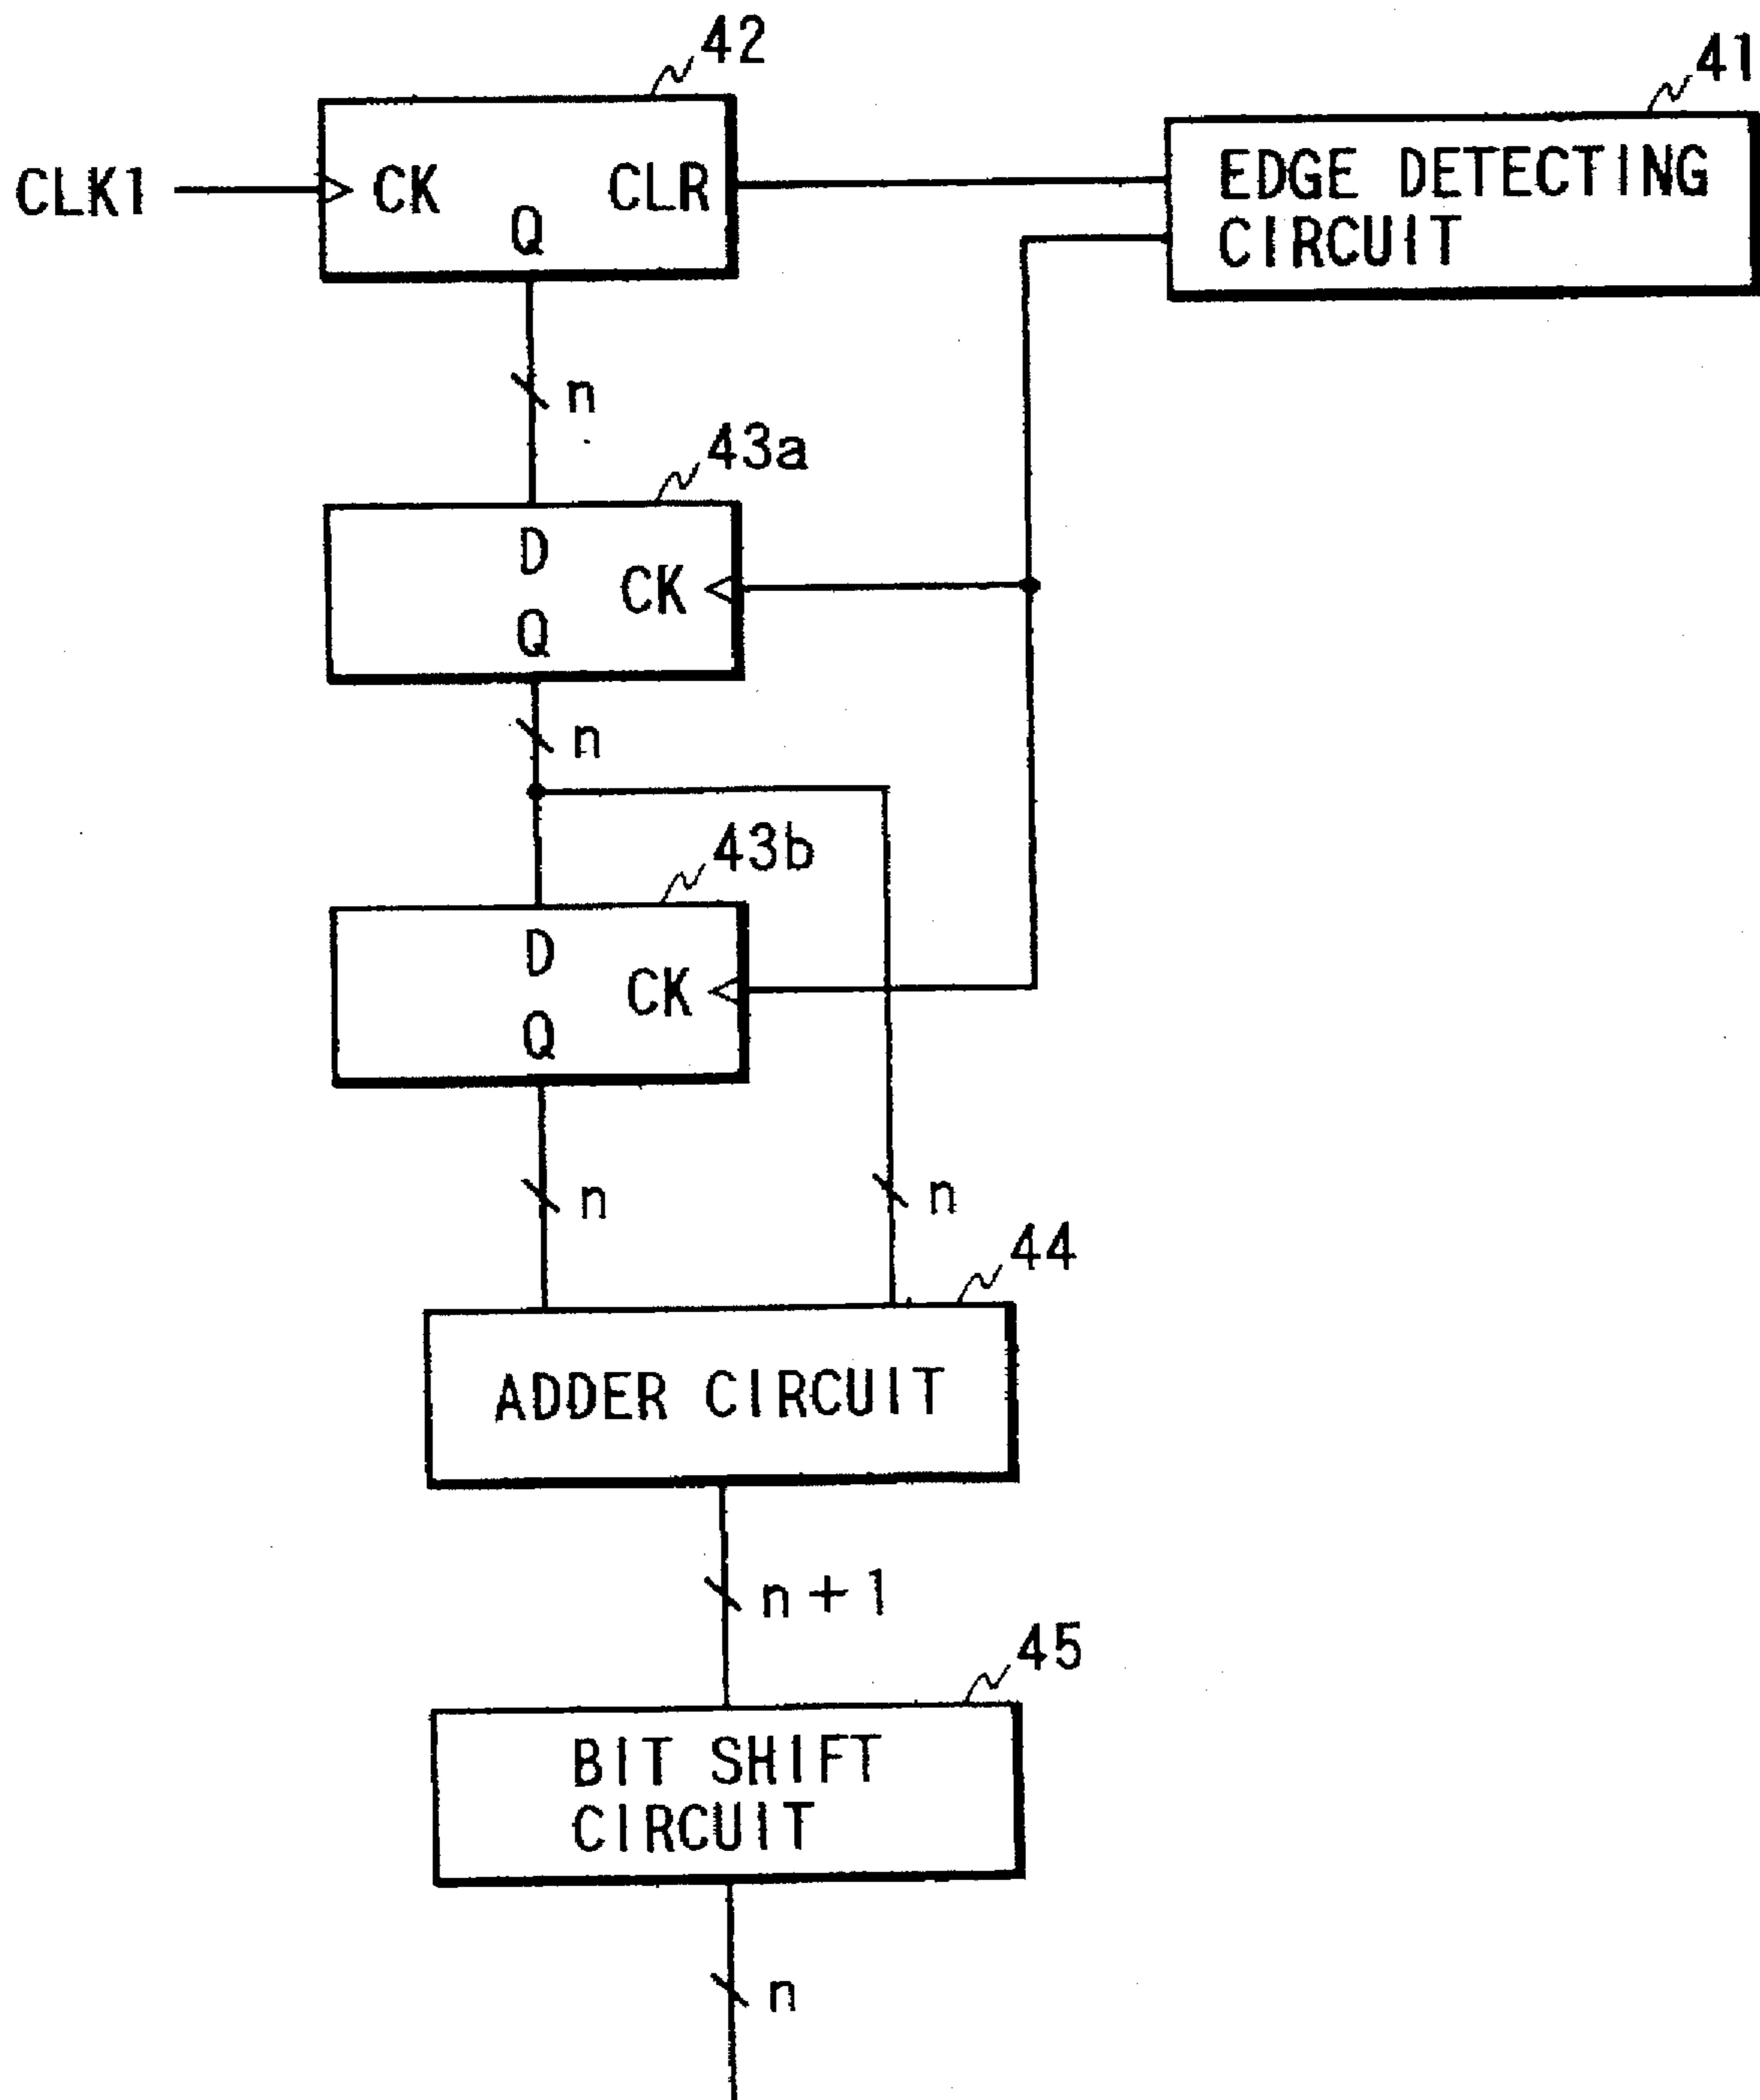 42
41
CLK1
CK
CLR
Q
EDGE DETECTING
CIRCUIT
n
43a
D
CK
Q
n
43b
D
CK
Q
n
n
44
ADDER CIRCUIT
n+1
45
BIT SHIFT
CIRCUIT
n